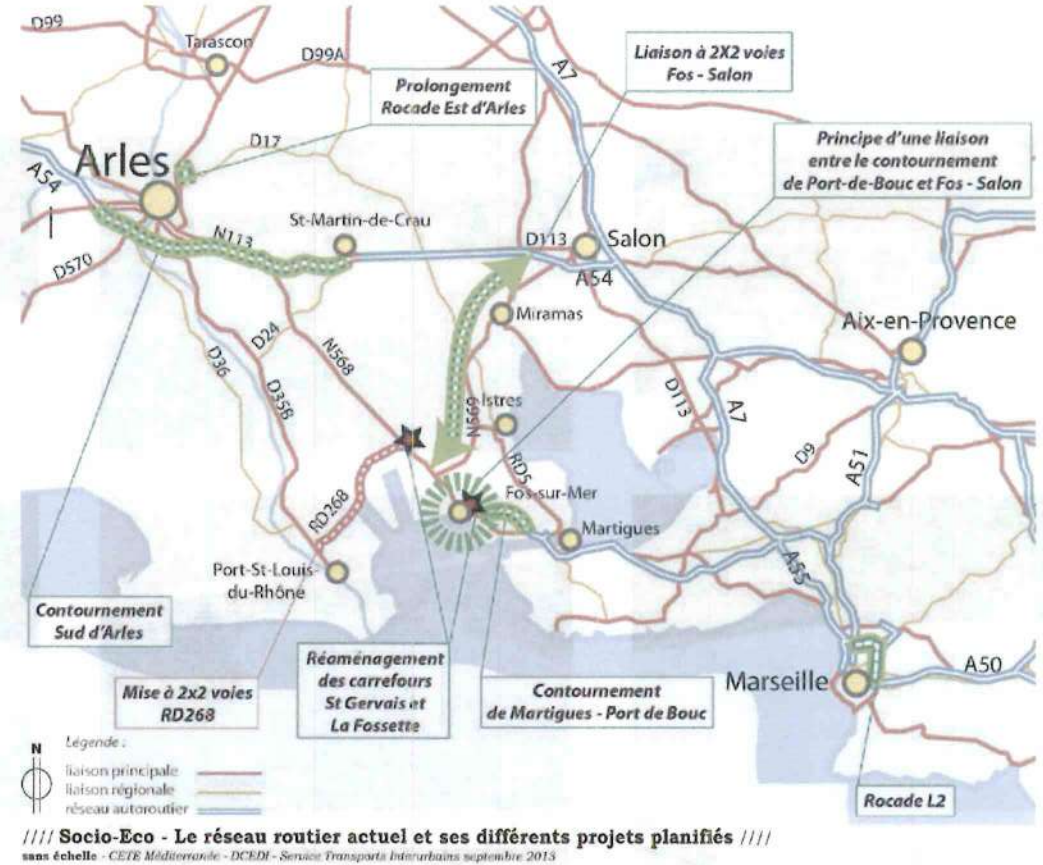 D99
Tarascon
D99A
A7
Liaison à 2X2 voies
Fos - Salon
Prolongement
Rocade Est d'Arles
Principe d'une liaison
entre le contournement
de Port-de-Bouc et Fos - Salon
D17
Arles
A54
St-Martin-de-Crau
N113
D113
Salon
A54
D570
Miramas
Aix-en-Provence
D24
N568
D36
D35B
N569
Istres
D113
A7
D9
A51
RD5
RD268
Fos-sur-Mer
Martigues
Port-St-Louis-
du-Rhône
A55
Contournement
Sud d'Arles
Réaménagement
des carrefours
St Gervais et
La Fossette
Contournement
de Martigues - Port de Bouc
Marseille
A50
Mise à 2x2 voies
RD268
Rocade L2
N
Légende :
liaison principale
liaison régionale
réseau autoroutier
//// Socio-Eco - Le réseau routier actuel et ses différents projets planifiés ////
sans échelle - CETE Méditerranée - DCEDI - Service Transports Interurbains septembre 2013